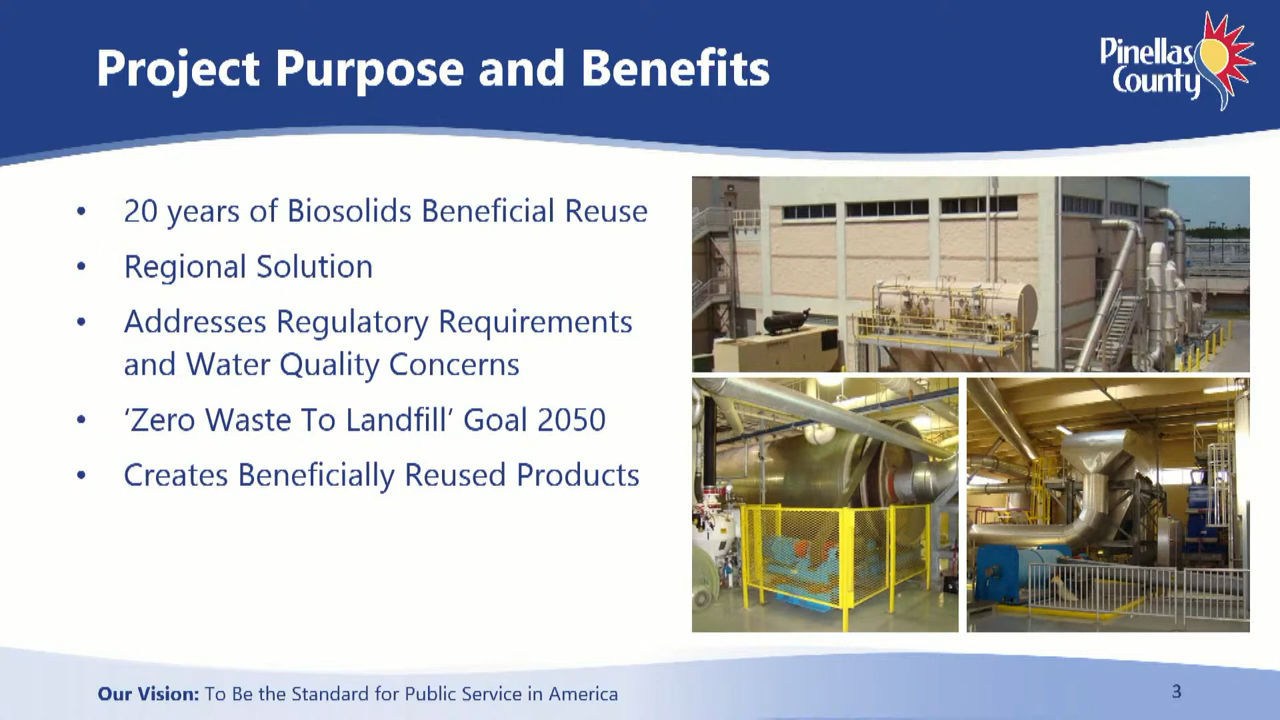 Project Purpose and Benefits
Pinellas
County
• 20 years of Biosolids Beneficial Reuse
• Regional Solution
• Addresses Regulatory Requirements
and Water Quality Concerns
• ‘Zero Waste To Landfill’ Goal 2050
• Creates Beneficially Reused Products
Our Vision: To Be the Standard for Public Service in America
3